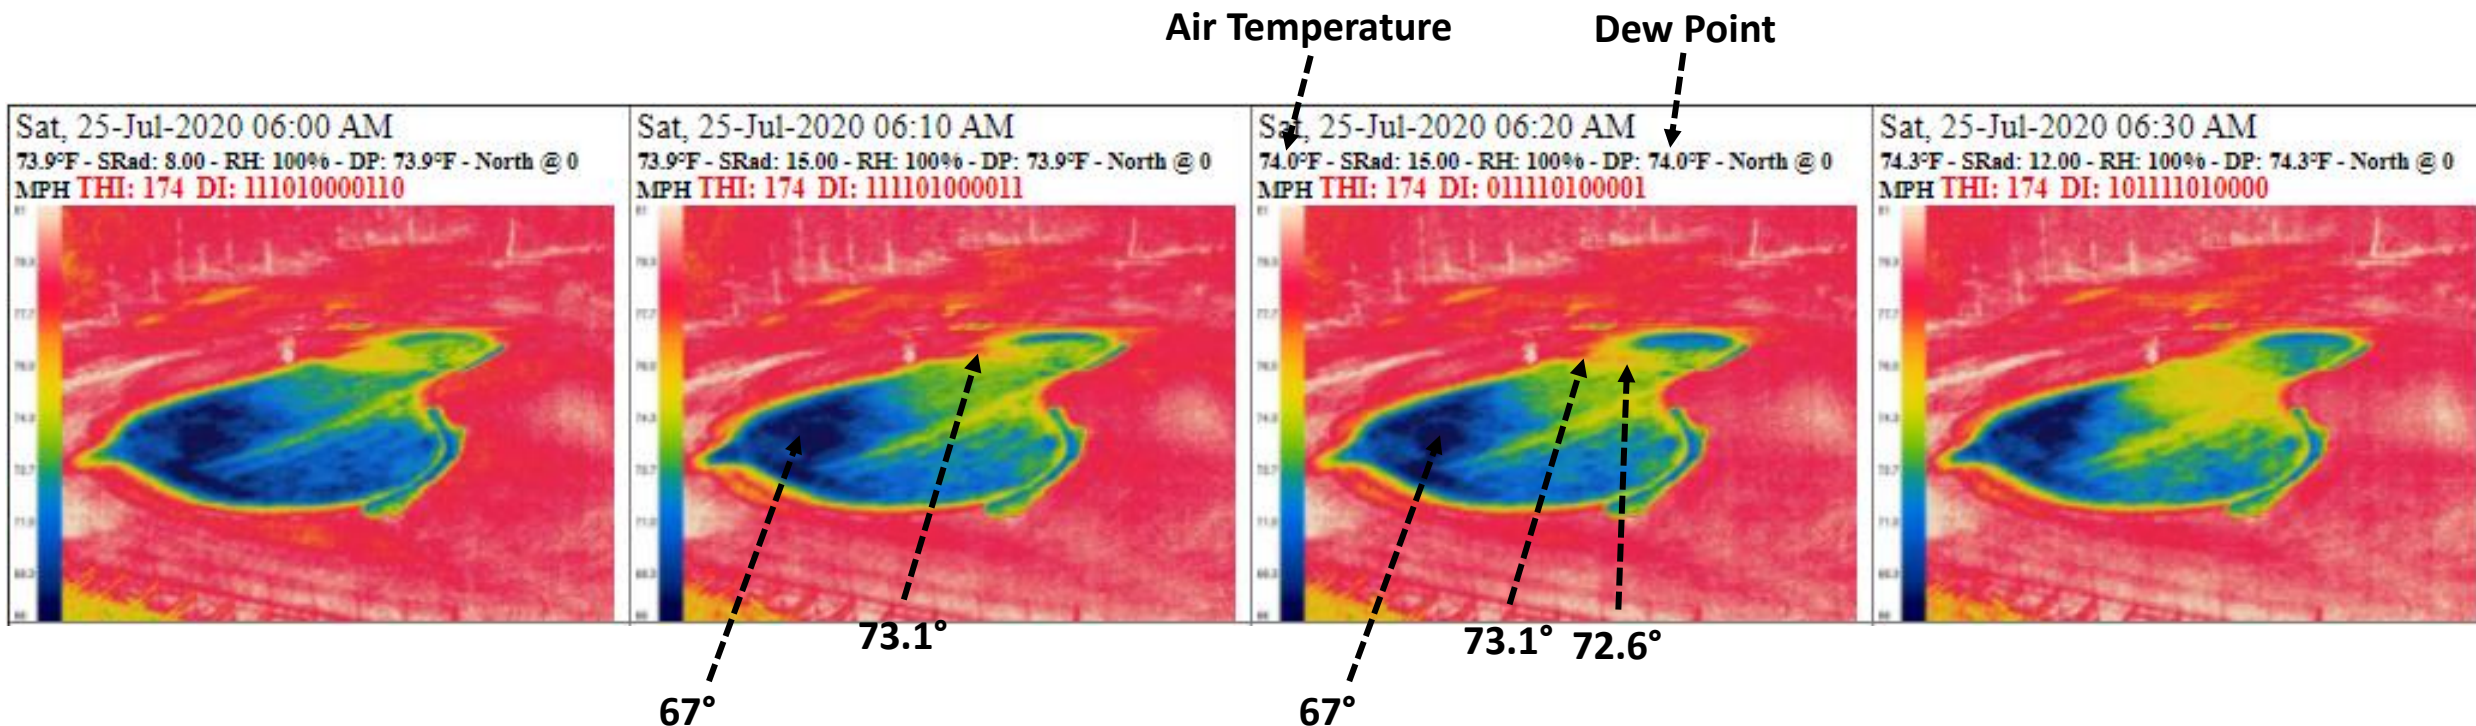 Air Temperature
Dew Point
Sat, 25-Jul-2020 06:00 AM
73.9°F - SRad: 8.00 - RH: 100% - DP: 73.9°F - North @ 0
MPH THI: 174 DI: 111010000110
Sat, 25-Jul-2020 06:10 AM
73.9°F - SRad: 15.00 - RH: 100% - DP: 73.9°F - North @ 0
MPH THI: 174 DI: 111101000011
Sat, 25-Jul-2020 06:20 AM
74.0°F - SRad: 15.00 - RH: 100% - DP: 74.0°F - North @ 0
MPH THI: 174 DI: 011110100001
Sat, 25-Jul-2020 06:30 AM
74.3°F - SRad: 12.00 - RH: 100% - DP: 74.3°F - North @ 0
MPH THI: 174 DI: 101111010000
73.1°
73.1° 72.6°
67°
67°